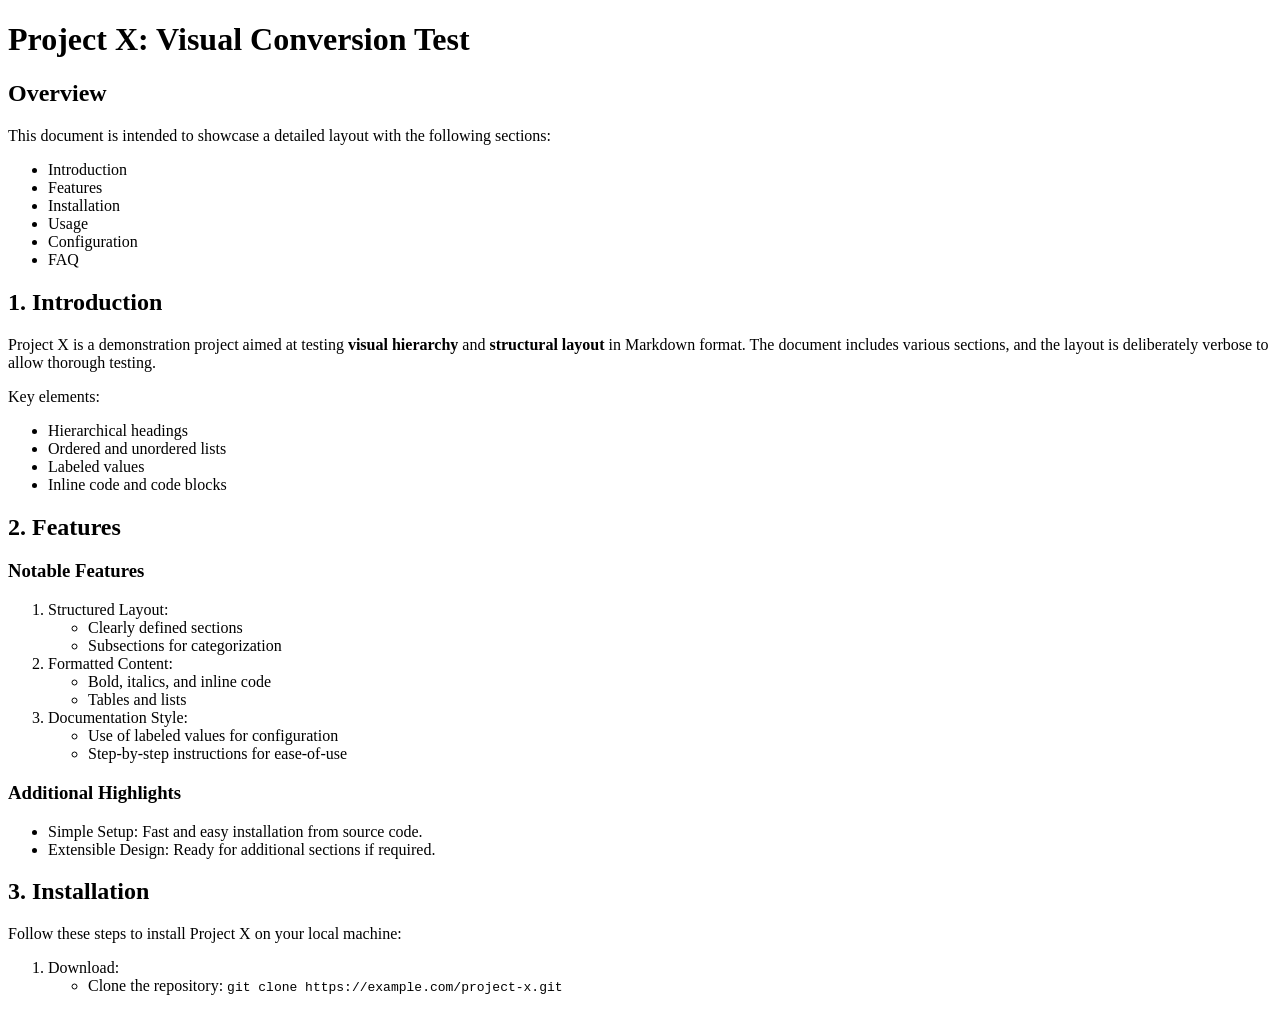 Project X: Visual Conversion Test
Overview
This document is intended to showcase a detailed layout with the following sections:
• Introduction
• Features
• Installation
• Usage
• Configuration
• FAQ
1. Introduction
Project X is a demonstration project aimed at testing visual hierarchy and structural layout in Markdown format. The document includes various sections, and the layout is deliberately verbose to
allow thorough testing.
Key elements:
• Hierarchical headings
• Ordered and unordered lists
• Labeled values
• Inline code and code blocks
2. Features
Notable Features
1. Structured Layout:
◦ Clearly defined sections
◦ Subsections for categorization
2. Formatted Content:
◦ Bold, italics, and inline code
◦ Tables and lists
3. Documentation Style:
◦ Use of labeled values for configuration
◦ Step-by-step instructions for ease-of-use
Additional Highlights
• Simple Setup: Fast and easy installation from source code.
• Extensible Design: Ready for additional sections if required.
3. Installation
Follow these steps to install Project X on your local machine:
1. Download:
◦ Clone the repository: git clone https://example.com/project-x.git